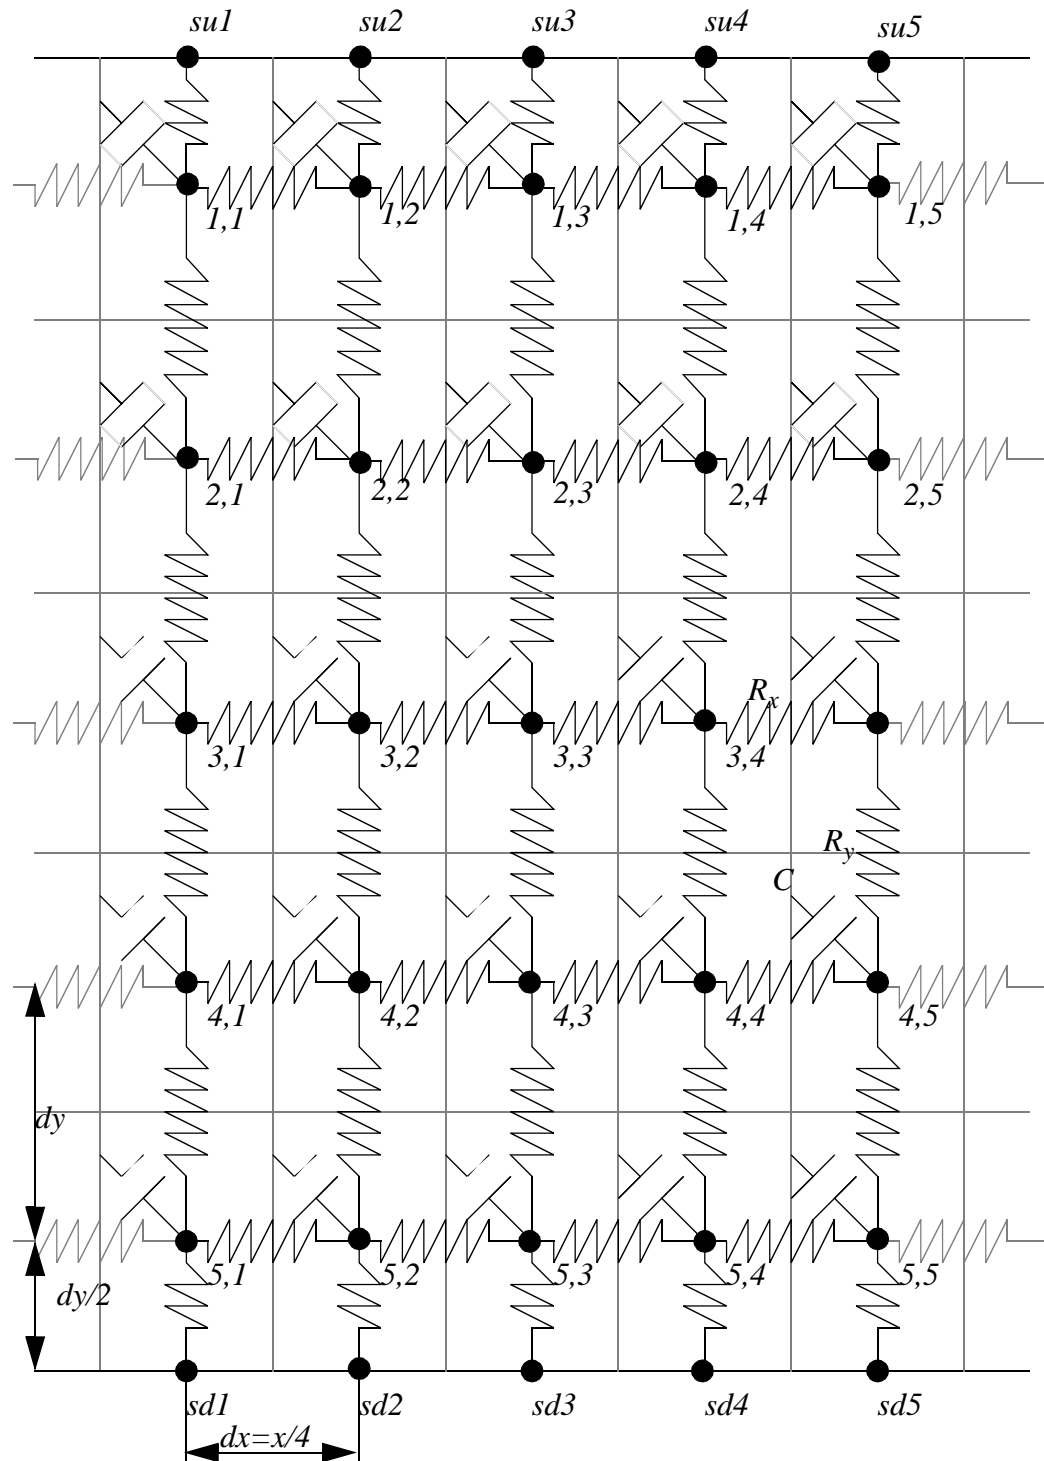 su1 su2 su3 su4 su5
1,1 1,2 1,3 1,4 1,5
2,1 2,2 2,3 2,4 2,5
Rx
3,1 3,2 3,3 3,4
Ry
C
4,1 4,2 4,3 4,4 4,5
dy
5,1 5,2 5,3 5,4 5,5
dy/2
sd1 sd2 sd3 sd4 sd5
dx=x/4